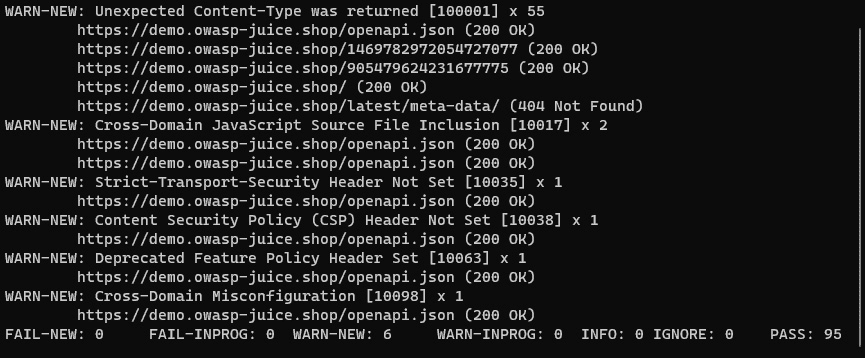 WARN-NEW: Unexpected Content-Type was returned [100001] x 55
https://demo.owasp-juice.shop/openapi.json (200 OK)
https://demo.owasp-juice.shop/1469782972054727077 (200 OK)
https://demo.owasp-juice.shop/905479624231677775 (200 OK)
https://demo.owasp-juice.shop/ (200 OK)
https://demo.owasp-juice.shop/latest/meta-data/ (404 Not Found)
WARN-NEW: Cross-Domain JavaScript Source File Inclusion [10017] x 2
https://demo.owasp-juice.shop/openapi.json (200 OK)
https://demo.owasp-juice.shop/openapi.json (200 OK)
WARN-NEW: Strict-Transport-Security Header Not Set [10035] x 1
https://demo.owasp-juice.shop/openapi.json (200 OK)
WARN-NEW: Content Security Policy (CSP) Header Not Set [10038] x 1
https://demo.owasp-juice.shop/openapi.json (200 OK)
WARN-NEW: Deprecated Feature Policy Header Set [10063] x 1
https://demo.owasp-juice.shop/openapi.json (200 OK)
WARN-NEW: Cross-Domain Misconfiguration [10098] x 1
https://demo.owasp-juice.shop/openapi.json (200 OK)
FAIL-NEW: 0 FAIL-INPROG: 0 WARN-NEW: 6 WARN-INPROG: 0 INFO: 0 IGNORE: 0 PASS: 95